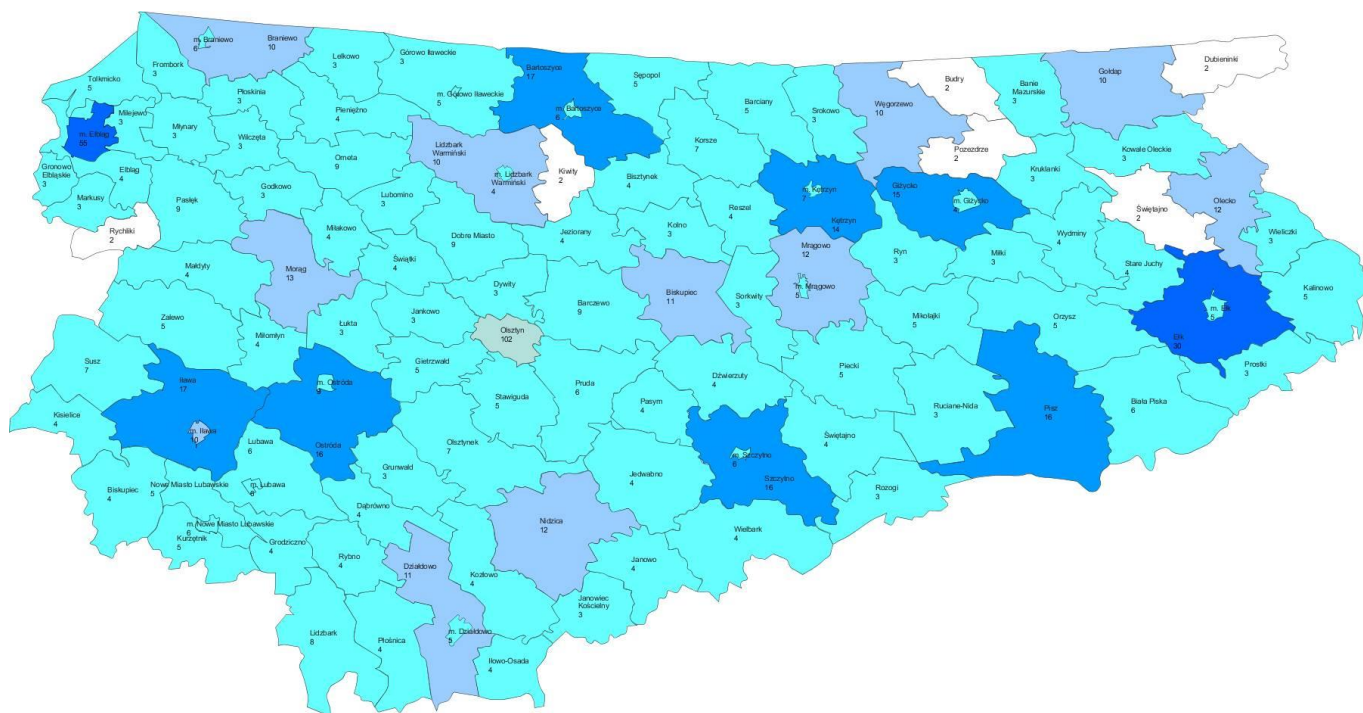 m. Braniewo
6
Braniewo
10
Lelkowo
3
Górowo Iławeckie
3
Bartoszyce
17
Sępopol
5
Frombork
3
Tolkmicko
5
Płoskinia
3
Pieniężno
4
m. Górowo Iławeckie
5
m. Bartoszyce
6
Barciany
5
Srokowo
3
Węgorzewo
10
Budry
2
Banie
Mazurskie
3
Gołdap
10
Dubieninki
2
Milejewo
3
m. Elbląg
55
Młynary
3
Wilczęta
3
Orneta
9
Lidzbark
Warmiński
10
m. Lidzbark
Warmiński
4
Kiwity
2
Korsze
7
Pozezdrze
2
Kowale Oleckie
3
Gronowo
Elbląskie
3
Elbląg
4
Markusy
3
Pasłęk
9
Godkowo
3
Lubomino
3
Bisztynek
4
Reszel
4
m. Kętrzyn
7
Kętrzyn
14
Giżycko
15
m. Giżycko
Kruklanki
3
Świętajno
2
Olecko
12
Rychliki
2
Miłakowo
4
Dobre Miasto
9
Jeziorany
4
Kolno
3
Mrągowo
12
Ryn
3
Miłki
3
Wydminy
4
Stare Juchy
4
Wieliczki
3
Małdyty
4
Morąg
13
Świątki
4
Dywity
3
Barczewo
9
Biskupiec
11
Sorkwity
3
m. Mrągowo
5
Kalinowo
5
Zalewo
5
Miłomłyn
4
Łukta
3
Jankowo
4
Olsztyn
102
Mikołajki
5
Orzysz
5
m. Ełk
5
Ełk
30
Susz
7
Iława
17
m. Ostróda
9
Gietrzwałd
5
Stawiguda
5
Pruda
6
Pasym
4
Dźwierzuty
4
Piecki
5
Ruciane-Nida
3
Pisz
16
Biała Piska
6
Prostki
3
Kisielice
4
m. Iława
10
Lubawa
6
Ostróda
16
Olsztynek
7
Jedwabno
4
m. Szczytno
6
Szczytno
16
Świętajno
4
Rozogi
3
Biskupiec
4
Nowe Miasto Lubawskie
5
m. Lubawa
6
Grunwald
3
Dąbrówno
4
Nidzica
12
Wielbark
4
m. Nowe Miasto Lubawskie
6
Kurzętnik
5
Grodziczno
4
Rybno
4
Działdowo
11
Kozłowo
4
Janowo
4
Janowiec
Kościelny
3
Lidzbark
8
Płośnica
4
m. Działdowo
5
Iłowo-Osada
4